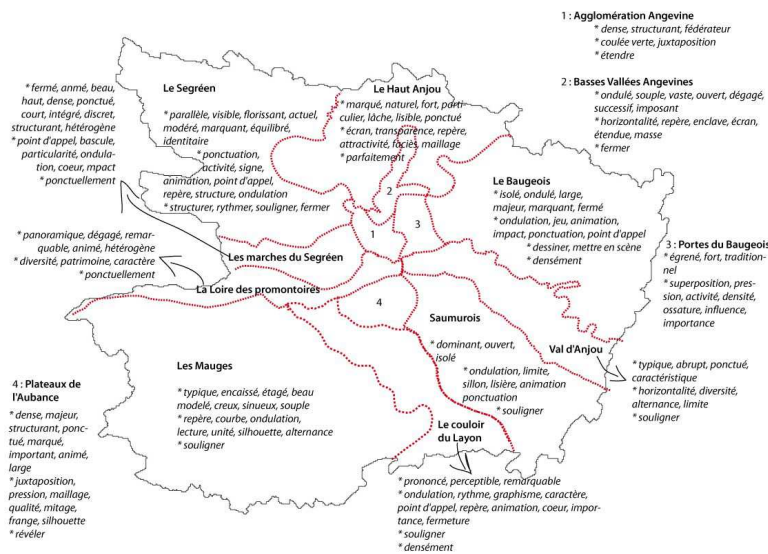 1 : Agglomération Angevine
* dense, structurant, fédérateur
* coulée verte, juxtaposition
* étendre
2 : Basses Vallées Angevines
* ondulé, souple, vaste, ouvert, dégagé,
successif, imposant
* horizontalité, repère, enclave, écran,
étendue, masse
* fermer
* fermé, anmé, beau,
haut, dense, ponctué,
court, intégré, discret,
structurant, hétérogène
* point d'appel, bascule,
particularité, ondula-
tion, coeur, mpact
* ponctuellement
Le Segréen
* parallèle, visible, florissant, actuel,
modéré, marquant, équilibré,
identitaire
* ponctuation,
activité, signe,
animation, point d'appel,
repère, structure, ondulation
* structurer, rythmer, souligner, fermer
Le Haut Anjou
* marqué, naturel, fort, parti
culier, lâche, lisible, ponctué
* écran, transparence, repère,
attractivité, faciès, maillage
* parfaitement
2
1
3
4
Le Baugeois
* isolé, ondulé, large,
majeur, marquant, fermé
* ondulation, jeu, animation,
impact, ponctuation, point d'appel
* dessiner, mettre en scène
* densément
* panoramique, dégagé, remar-
quable, animé, hétérogène
* diversité, patrimoine, caractère
* ponctuellement
Les marches du Segréen
La Loire des promontoires
3 : Portes du Baugeois
* égrené, fort, tradition-
nel
* superposition, pres-
sion, activité, densité,
ossature, influence,
importance
Saumurois
* dominant, ouvert,
isolé
* ondulation, limite,
sillon, lisière, animation
ponctuation
* souligner
Val d'Anjou
* typique, abrupt, ponctué,
caractéristique
* horizontalité, diversité,
alternance, limite
* souligner
Les Mauges
* typique, encaissé, étagé, beau
modelé, creux, sinueux, souple
* repère, courbe, ondulation,
lecture, unité, silhouette, alternance
* souligner
4 : Plateaux de
l'Aubance
* dense, majeur,
structurant, ponc-
tué, marqué,
important, animé,
large
* juxtaposition,
pression, maillage,
qualité, mitage,
frange, silhouette
* révéler
Le couloir
du Layon
* prononcé, perceptible, remarquable
* ondulation, rythme, graphisme, caractère,
point d'appel, repère, animation, coeur, impor-
tance, fermeture
* souligner
* densément